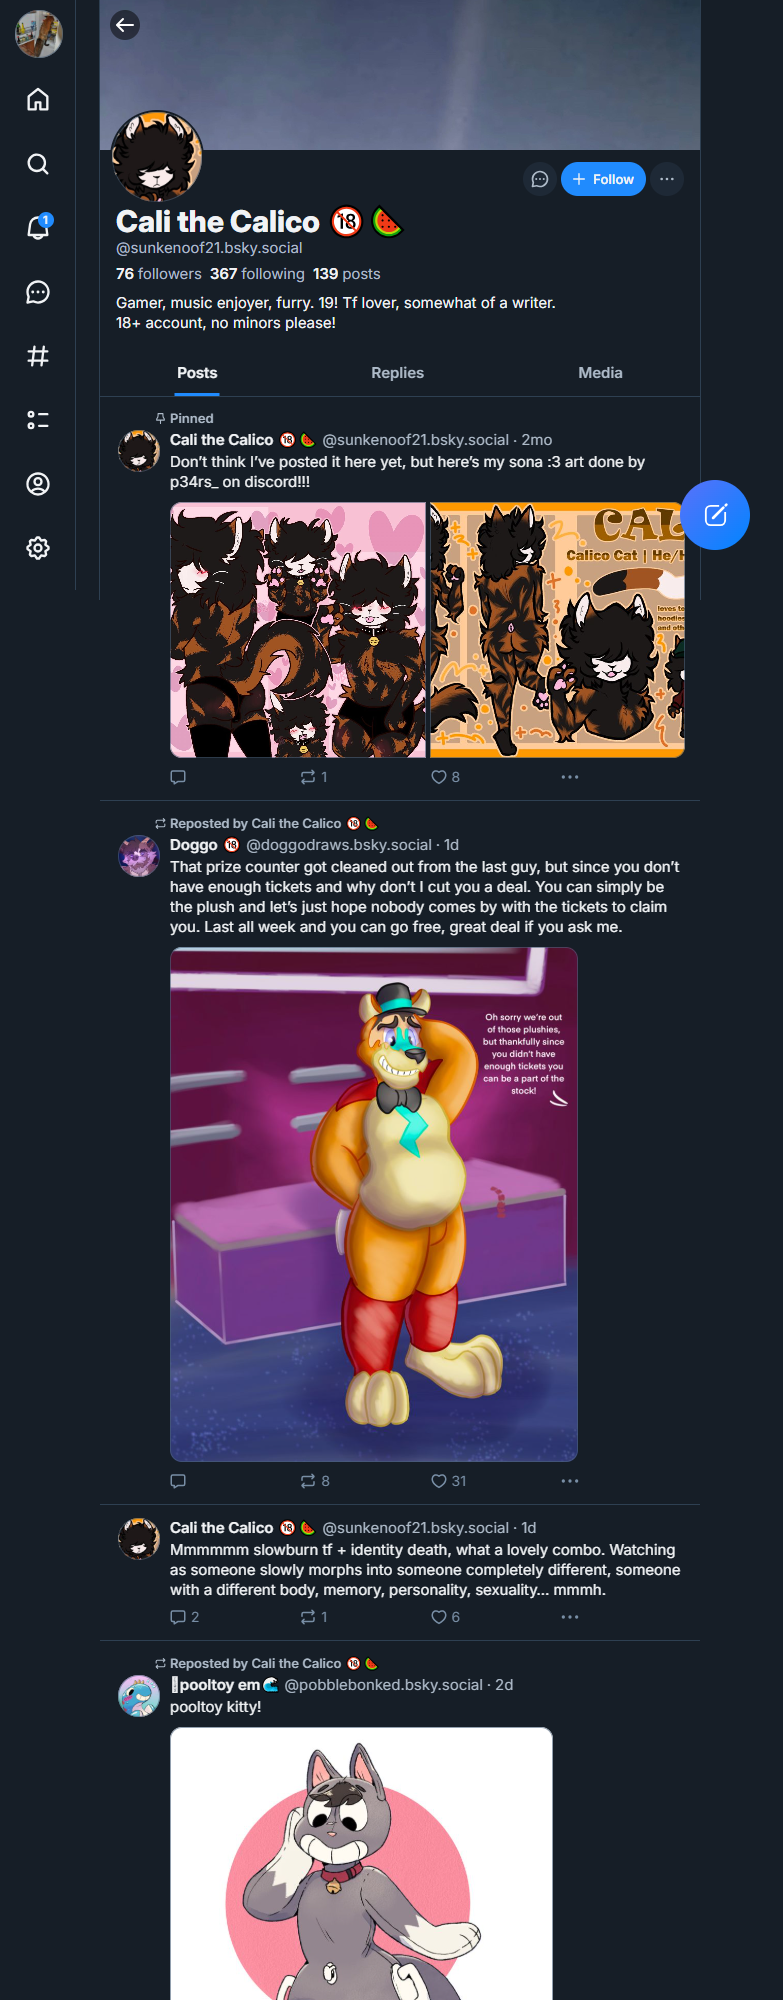 1
Cali the Calico 🔞 🍉
@sunkenoof21.bsky.social
76 followers 367 following 139 posts
Gamer, music enjoyer, furry. 19! Tf lover, somewhat of a writer.
18+ account, no minors please!
+ Follow
Posts Replies Media
Pinned
Cali the Calico 🔞 🍉 @sunkenoof21.bsky.social · 2mo
Don't think I've posted it here yet, but here's my sona :3 art done by
p34rs_ on discord!!!
CAL
Calico Cat | He/H
loves
hoodies
1 8
Reposted by Cali the Calico 🔞 🍉
Doggo 🔞 @doggodraws.bsky.social · 1d
That prize counter got cleaned out from the last guy, but since you don't
have enough tickets and why don't I cut you a deal. You can simply be
the plush and let's just hope nobody comes by with the tickets to claim
you. Last all week and you can go free, great deal if you ask me.
Oh sorry we're out
of those plushies,
but thankfully since
you didn't have
enough tickets you
can be a part of the
stock!
8 31
Cali the Calico 🔞 🍉 @sunkenoof21.bsky.social · 1d
Mmmmmm slowburn tf + identity death, what a lovely combo. Watching
as someone slowly morphs into someone completely different, someone
with a different body, memory, personality, sexuality... mmmh.
2 1 6
Reposted by Cali the Calico 🔞 🍉
pooltoy em 🌊 @pobblebonked.bsky.social · 2d
pooltoy kitty!